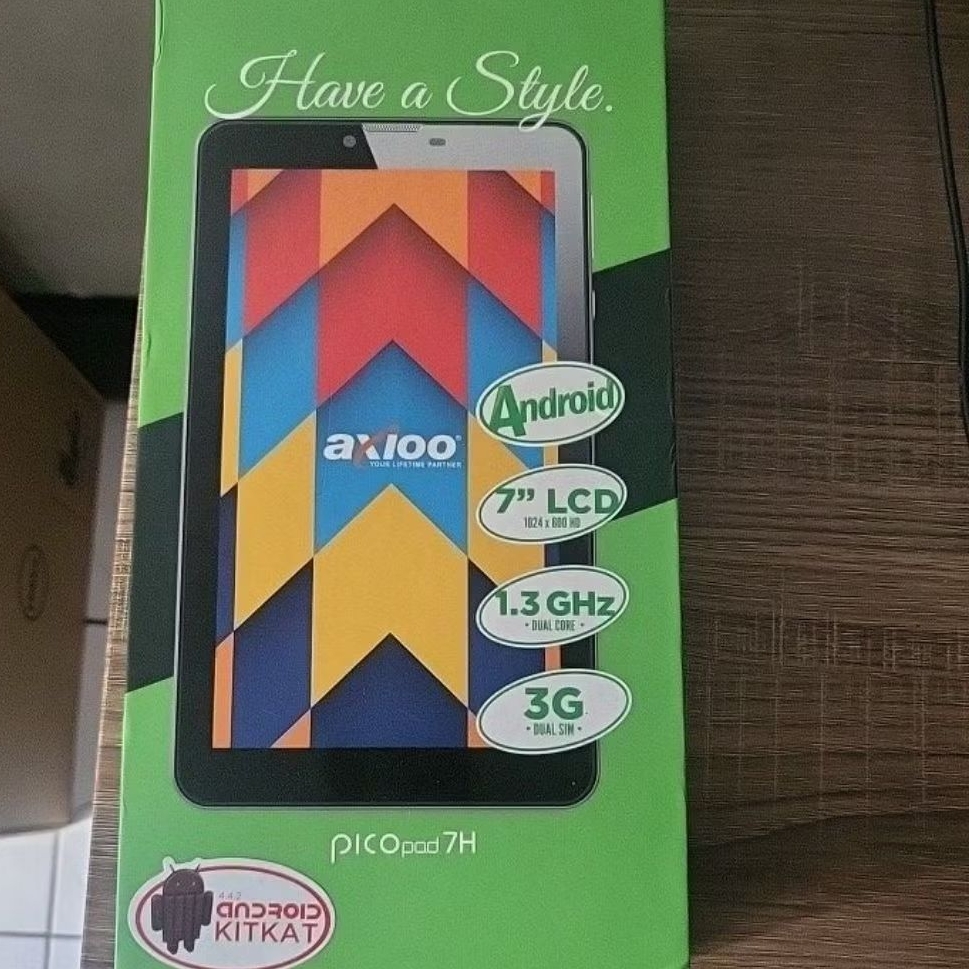 Have a Style.
Android
axioo
YOUR LIFETIME PARTNER
7” LCD
1024 x 600 HD
1.3 GHz
• DUAL CORE •
3G
• DUAL SIM •
PICOpad 7H
4.4.2
ANDROID
KITKAT